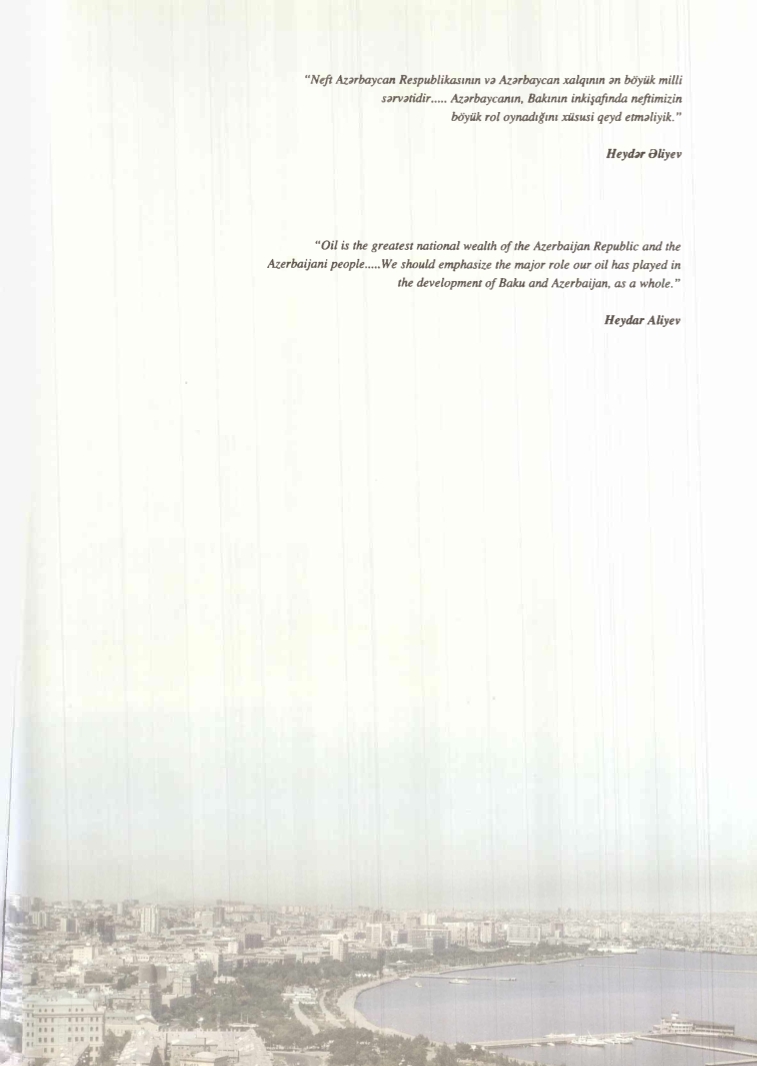 "Neft Azərbaycan Respublikasının və Azərbaycan xalqının ən böyük milli
sərvətidir..... Azərbaycanın, Bakının inkişafında neftimizin
böyük rol oynadığını xüsusi qeyd etməliyik."
Heydər Əliyev
"Oil is the greatest national wealth of the Azerbaijan Republic and the
Azerbaijani people.....We should emphasize the major role our oil has played in
the development of Baku and Azerbaijan, as a whole."
Heydar Aliyev